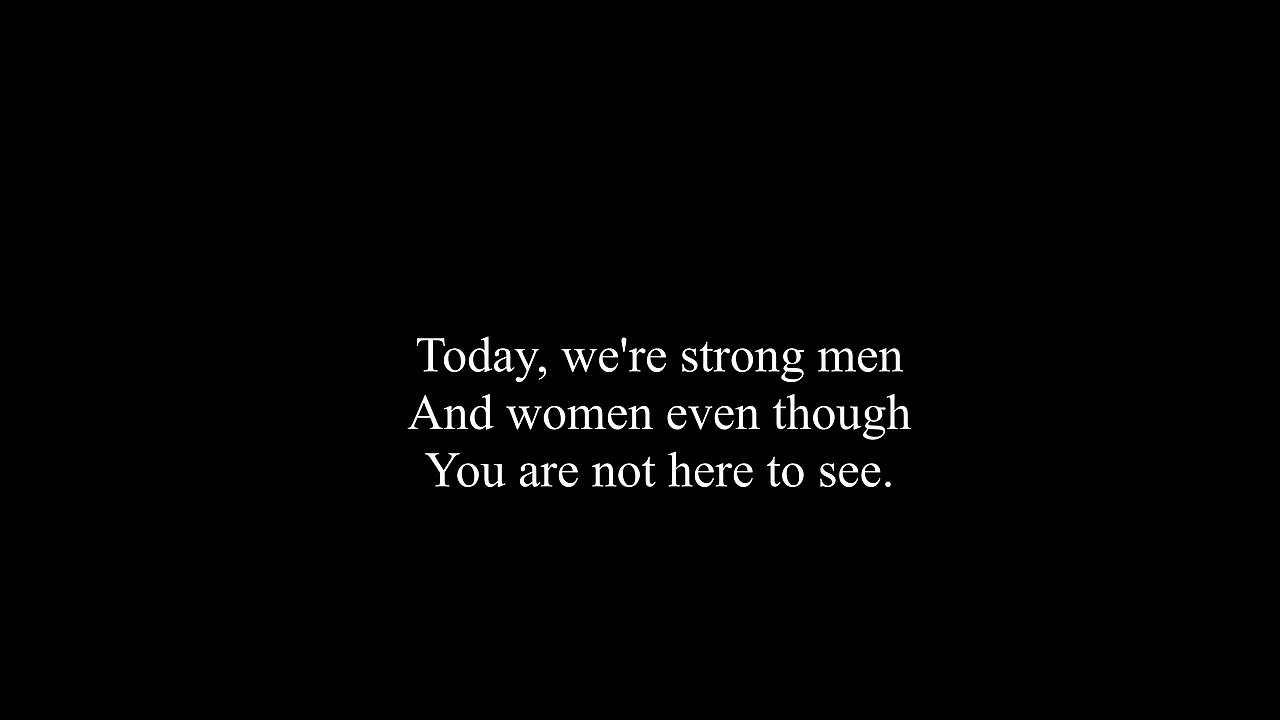 Today, we're strong men
And women even though
You are not here to see.